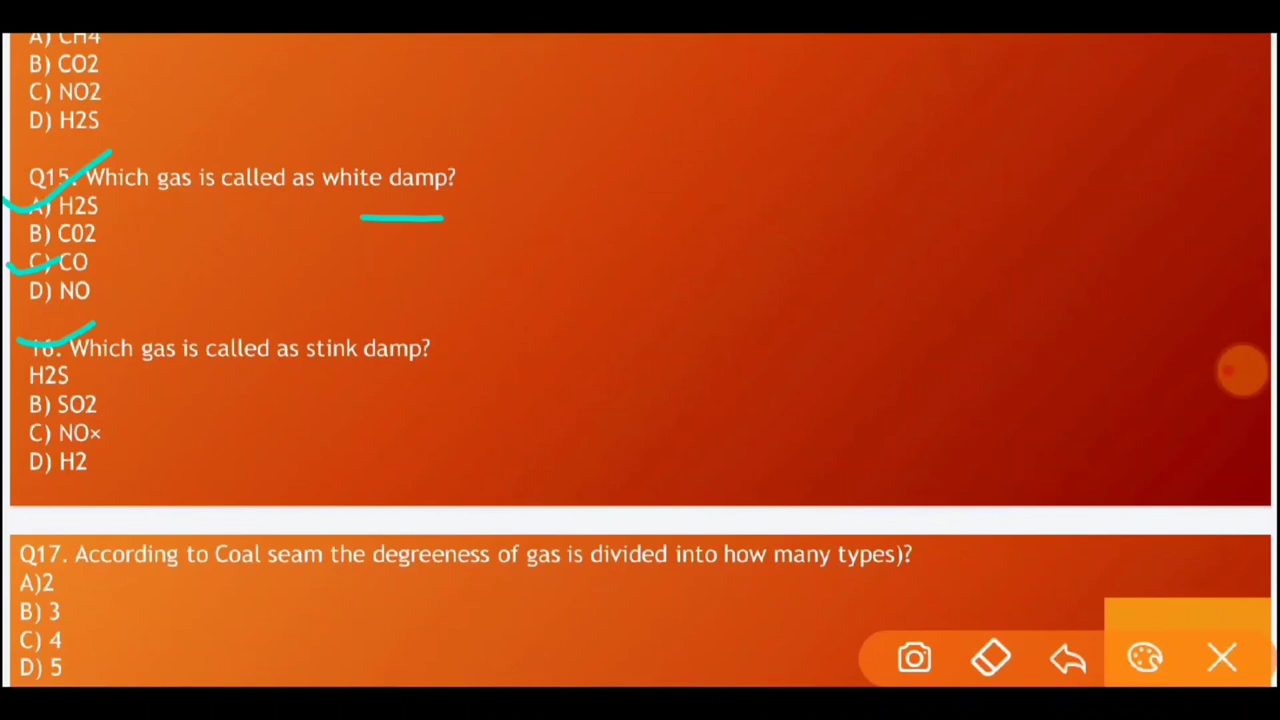 A) CH4
B) CO2
C) NO2
D) H2S
Q15. Which gas is called as white damp?
A) H2S
B) C02
C) CO
D) NO
16. Which gas is called as stink damp?
H2S
B) SO2
C) NO×
D) H2
Q17. According to Coal seam the degreeness of gas is divided into how many types)?
A)2
B) 3
C) 4
D) 5